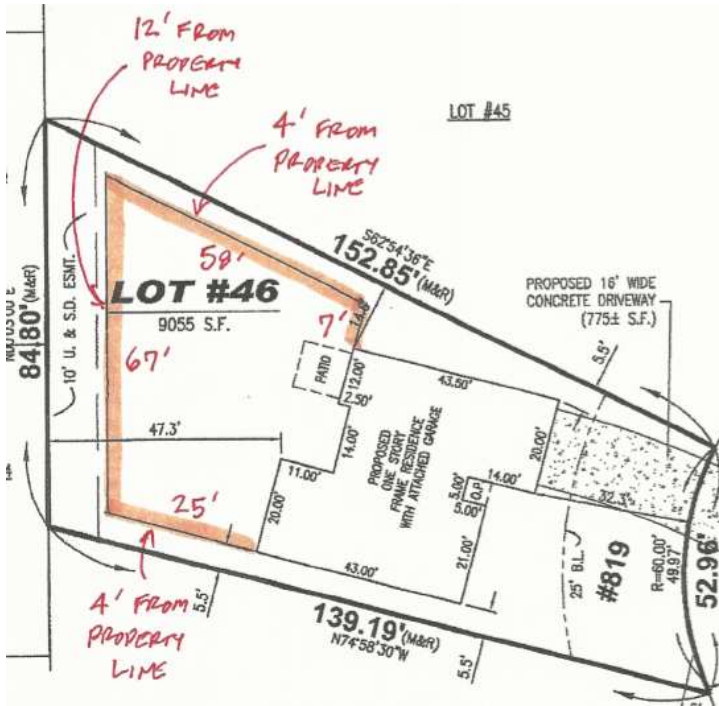 12' FROM
PROPERTY
LINE
4' FROM
PROPERTY
LINE
LOT #45
S62°54'36"E
152.85' (M&R)
58'
10' U. & S.D. ESMT.
LOT #46
9055 S.F.
84.80' (M&R)
67'
7'
14.8'
PROPOSED 16' WIDE
CONCRETE DRIVEWAY
(775± S.F.)
5.5'
PATIO
12.00'
2.50'
14.00'
43.50'
47.3'
11.00'
20.00'
PROPOSED
ONE STORY
FRAME RESIDENCE
WITH ATTACHED GARAGE
20.00'
14.00'
5.00'
O.P.
5.00'
21.00'
32.3'
25'
43.00'
25' B.L.
#819
R=60.00'
49.97'
52.96'
4' FROM
PROPERTY
LINE
5.5'
139.19' (M&R)
N74°58'30"W
5.5'